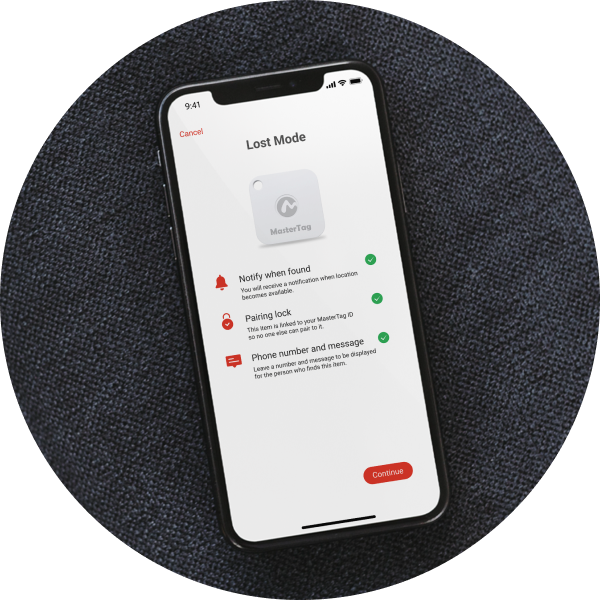 9:41
Cancel
Lost Mode
MasterTag
Notify when found
You will receive a notification when location
becomes available.
Pairing lock
This item is linked to your MasterTag ID
so no one else can pair to it.
Phone number and message
Leave a number and message to be displayed
for the person who finds this item.
Continue